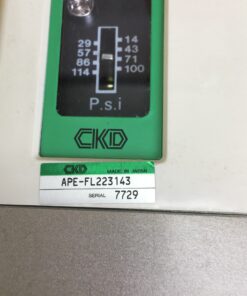 29 14
57 43
86 71
114 100
P.s.i
CKD
CKD MADE IN JAPAN
APE-FL223143
SERIAL 7729